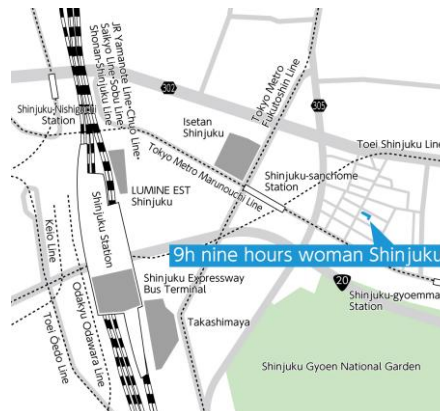 JR Yamanote Line-Chuo Line-
Saikyo Line-Sobu Line-
Shonan-Shinjuku Line
302
Tokyo Metro
Fukutoshin Line
305
Shinjuku-Nishiguchi
Station
Isetan
Shinjuku
Toei Shinjuku Line
Tokyo Metro Marunouchi Line
Shinjuku-sanchome
Station
LUMINE EST
Shinjuku
Shinjuku Station
Keio Line
9h nine hours woman Shinjuku
Shinjuku Expressway
Bus Terminal
20
Shinjuku-gyoemma
Station
Odakyu Odawara Line
Toei Oedo Line
Takashimaya
Shinjuku Gyoen National Garden